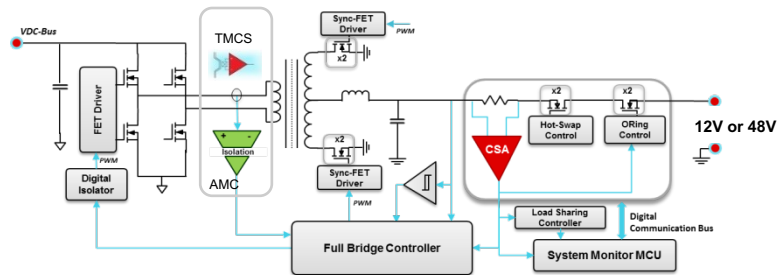 VDC-Bus
TMCS
Sync-FET
Driver
PWM
x2
FET Driver
x2
x2
Hot-Swap
Control
ORing
Control
12V or 48V
+ -
Isolation
AMC
CSA
x2
PWM
Digital
Isolator
Sync-FET
Driver
PWM
Load Sharing
Controller
Digital
Communication Bus
Full Bridge Controller
System Monitor MCU